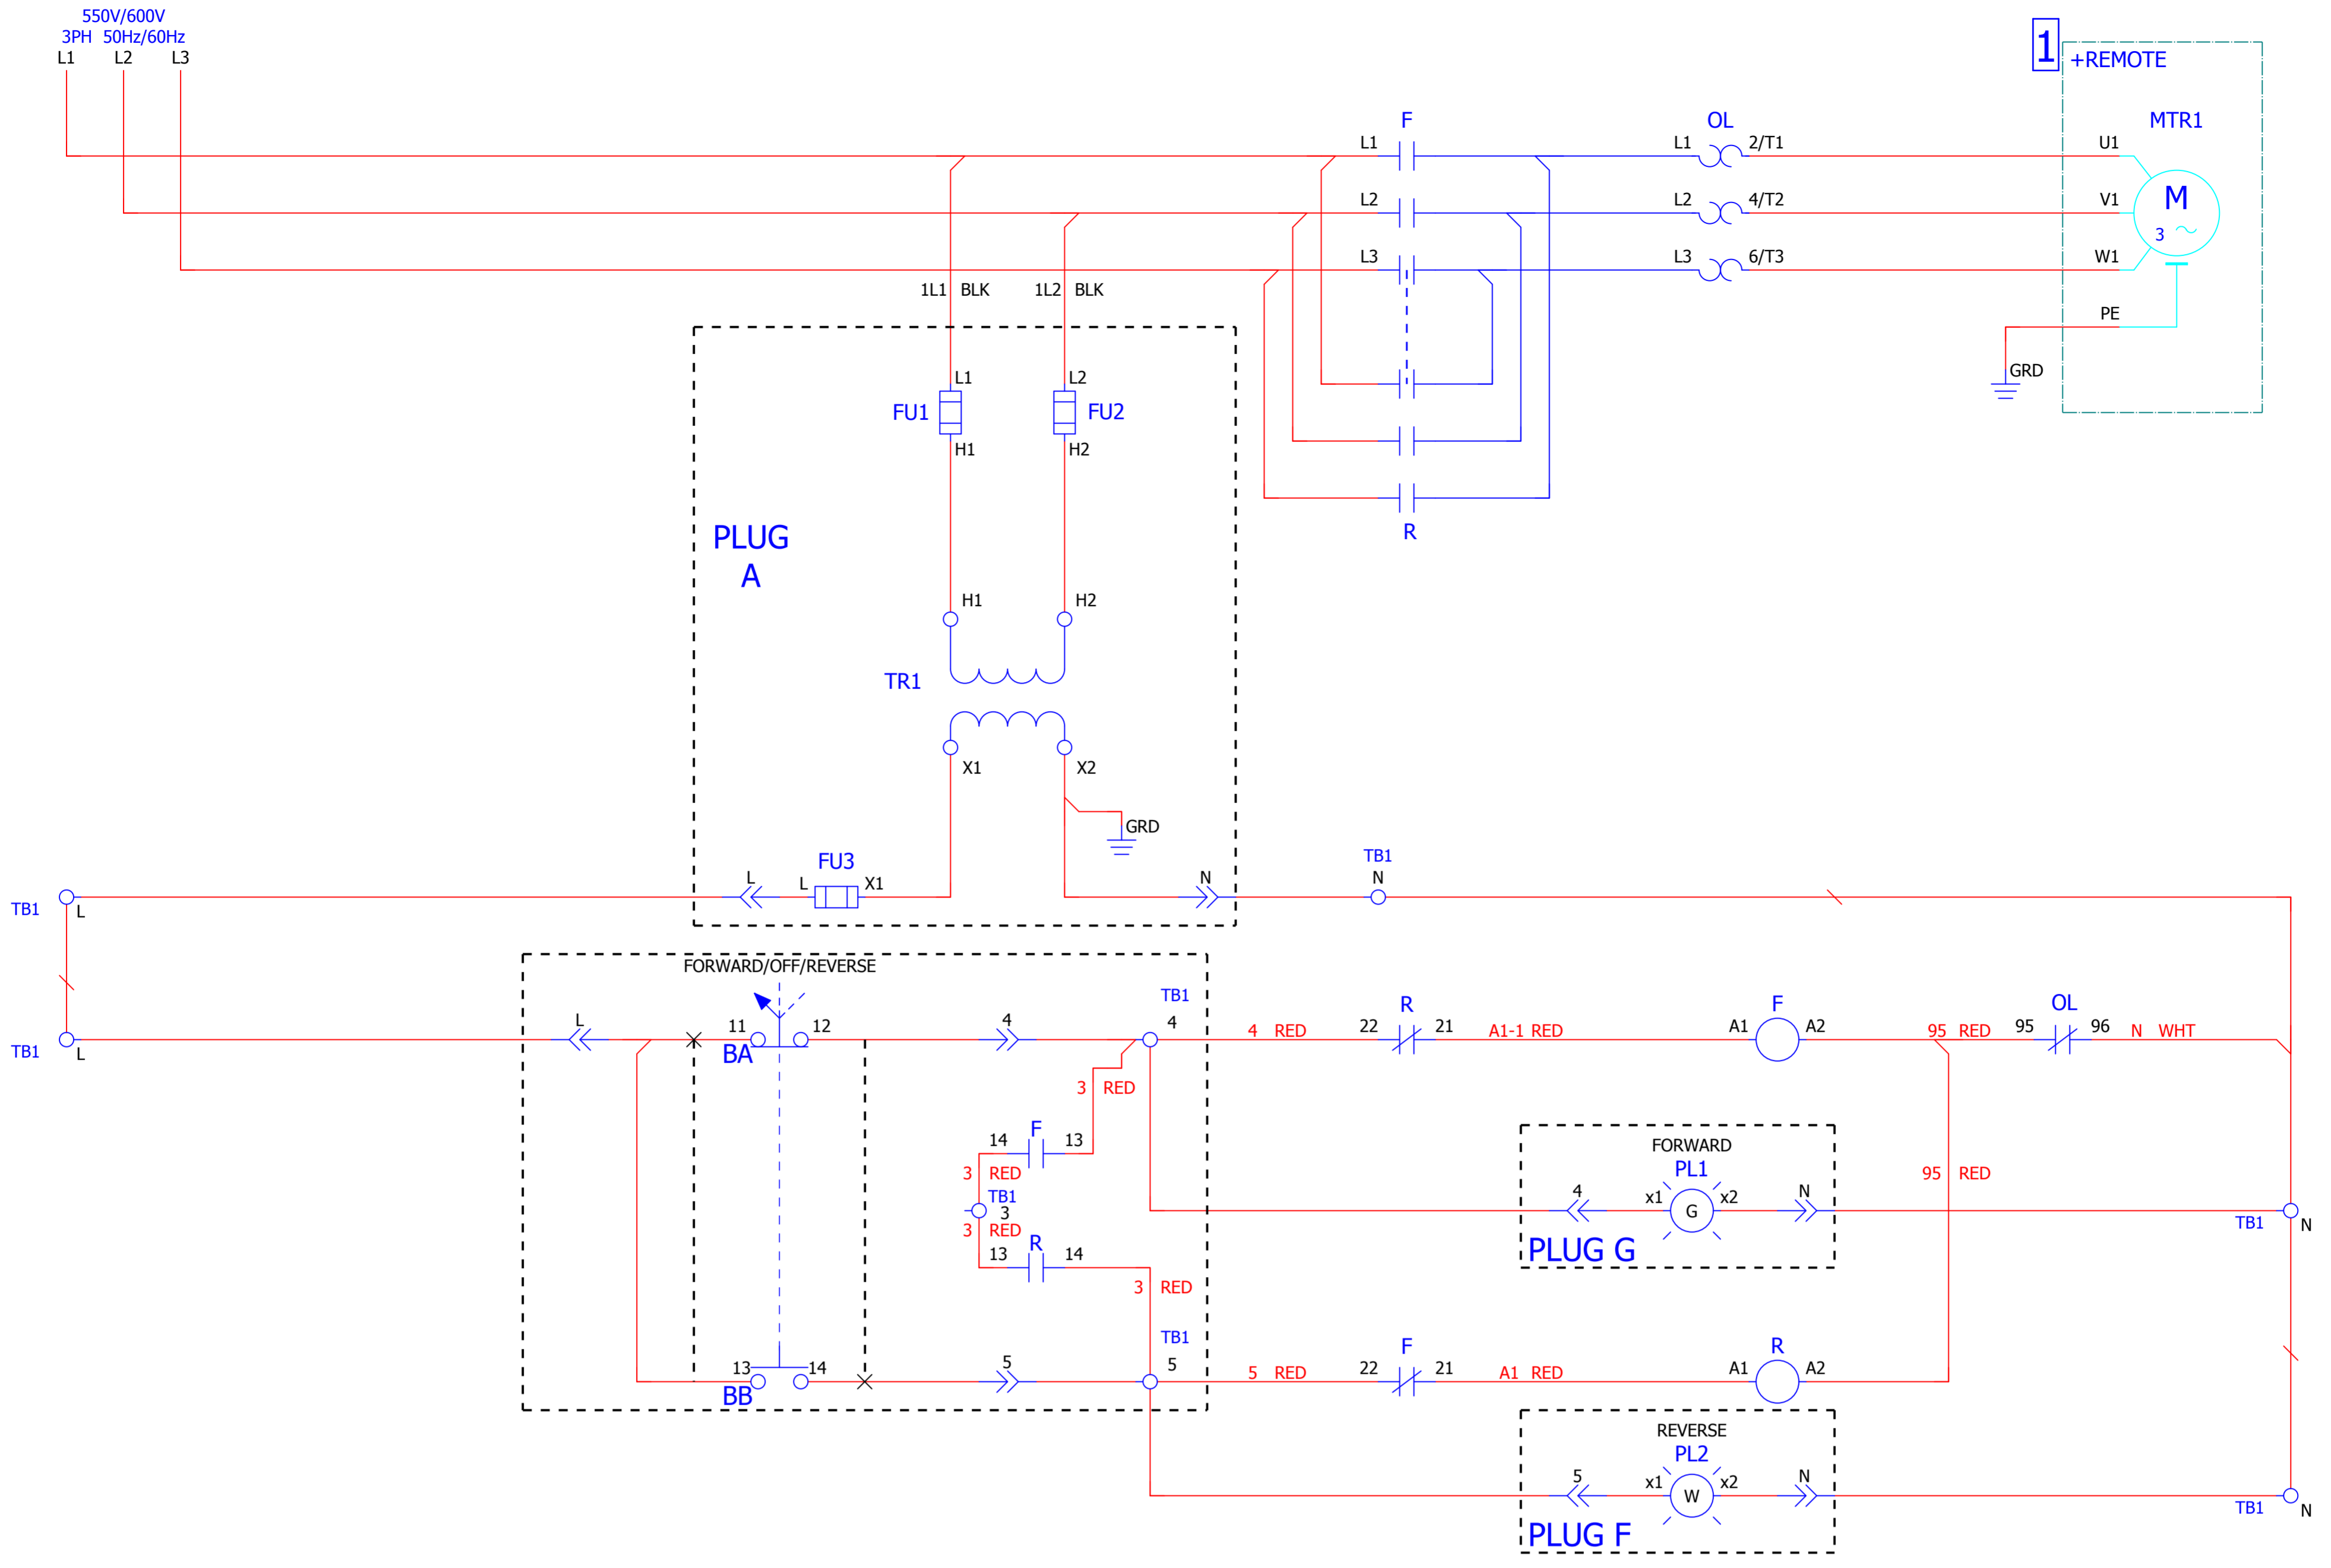 550V/600V
3PH 50Hz/60Hz
L1 L2 L3
1 +REMOTE
F OL MTR1
L1 L1 2/T1 U1
L2 L2 4/T2 V1
M
3
L3 L3 6/T3 W1
1L1 BLK 1L2 BLK
PE
GRD
L1 L2
FU1 FU2
H1 H2
R
PLUG
A
H1 H2
TR1
X1 X2
GRD
FU3
L L X1 N
TB1
N
TB1 L
FORWARD/OFF/REVERSE
TB1
L 11 12 4 4
BA
TB1 L
R F OL
4 RED 22 21 A1-1 RED A1 A2 95 RED 95 96 N WHT
3 RED
F
14 13
3 RED
TB1
3
3 RED
R
13 14
3 RED
FORWARD
PL1
4 x1 G x2 N
PLUG G
95 RED
TB1 N
TB1
13 14 5 5
BB
F R
5 RED 22 21 A1 RED A1 A2
REVERSE
PL2
5 x1 W x2 N
PLUG F
TB1 N